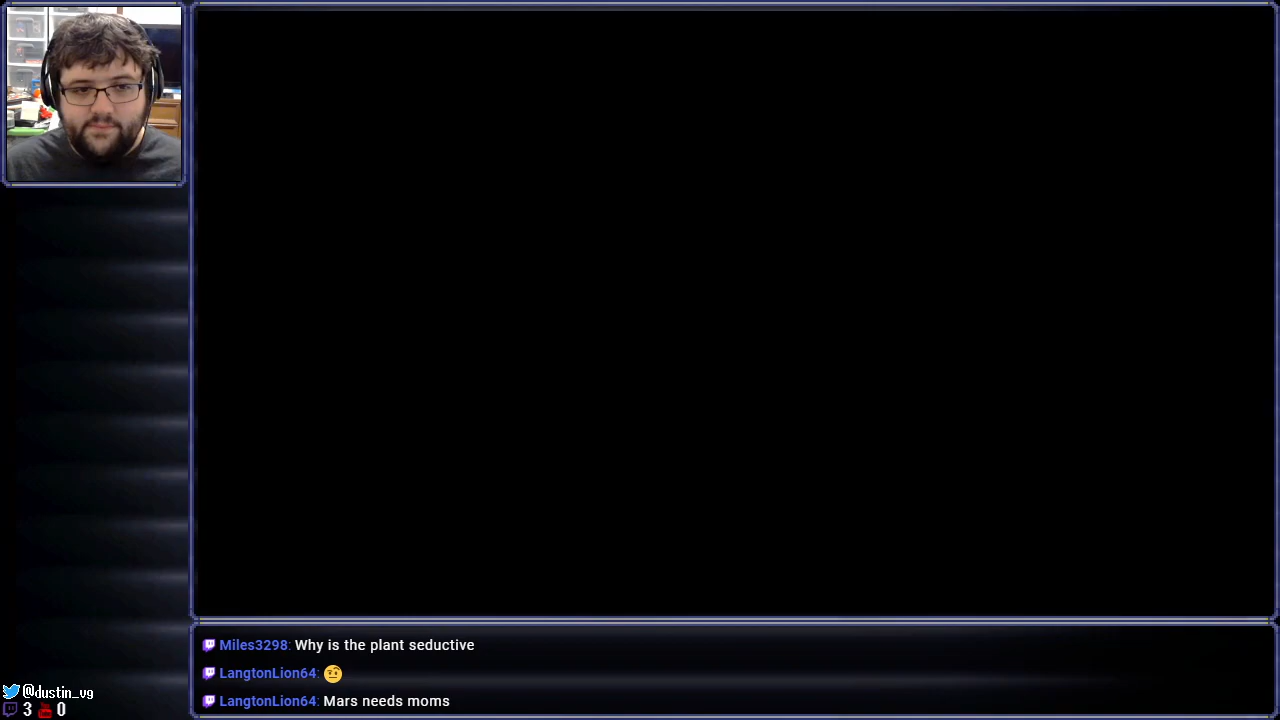 Miles3298: Why is the plant seductive
LangtonLion64: 🤨
LangtonLion64: Mars needs moms
@dustin_vg
3 0